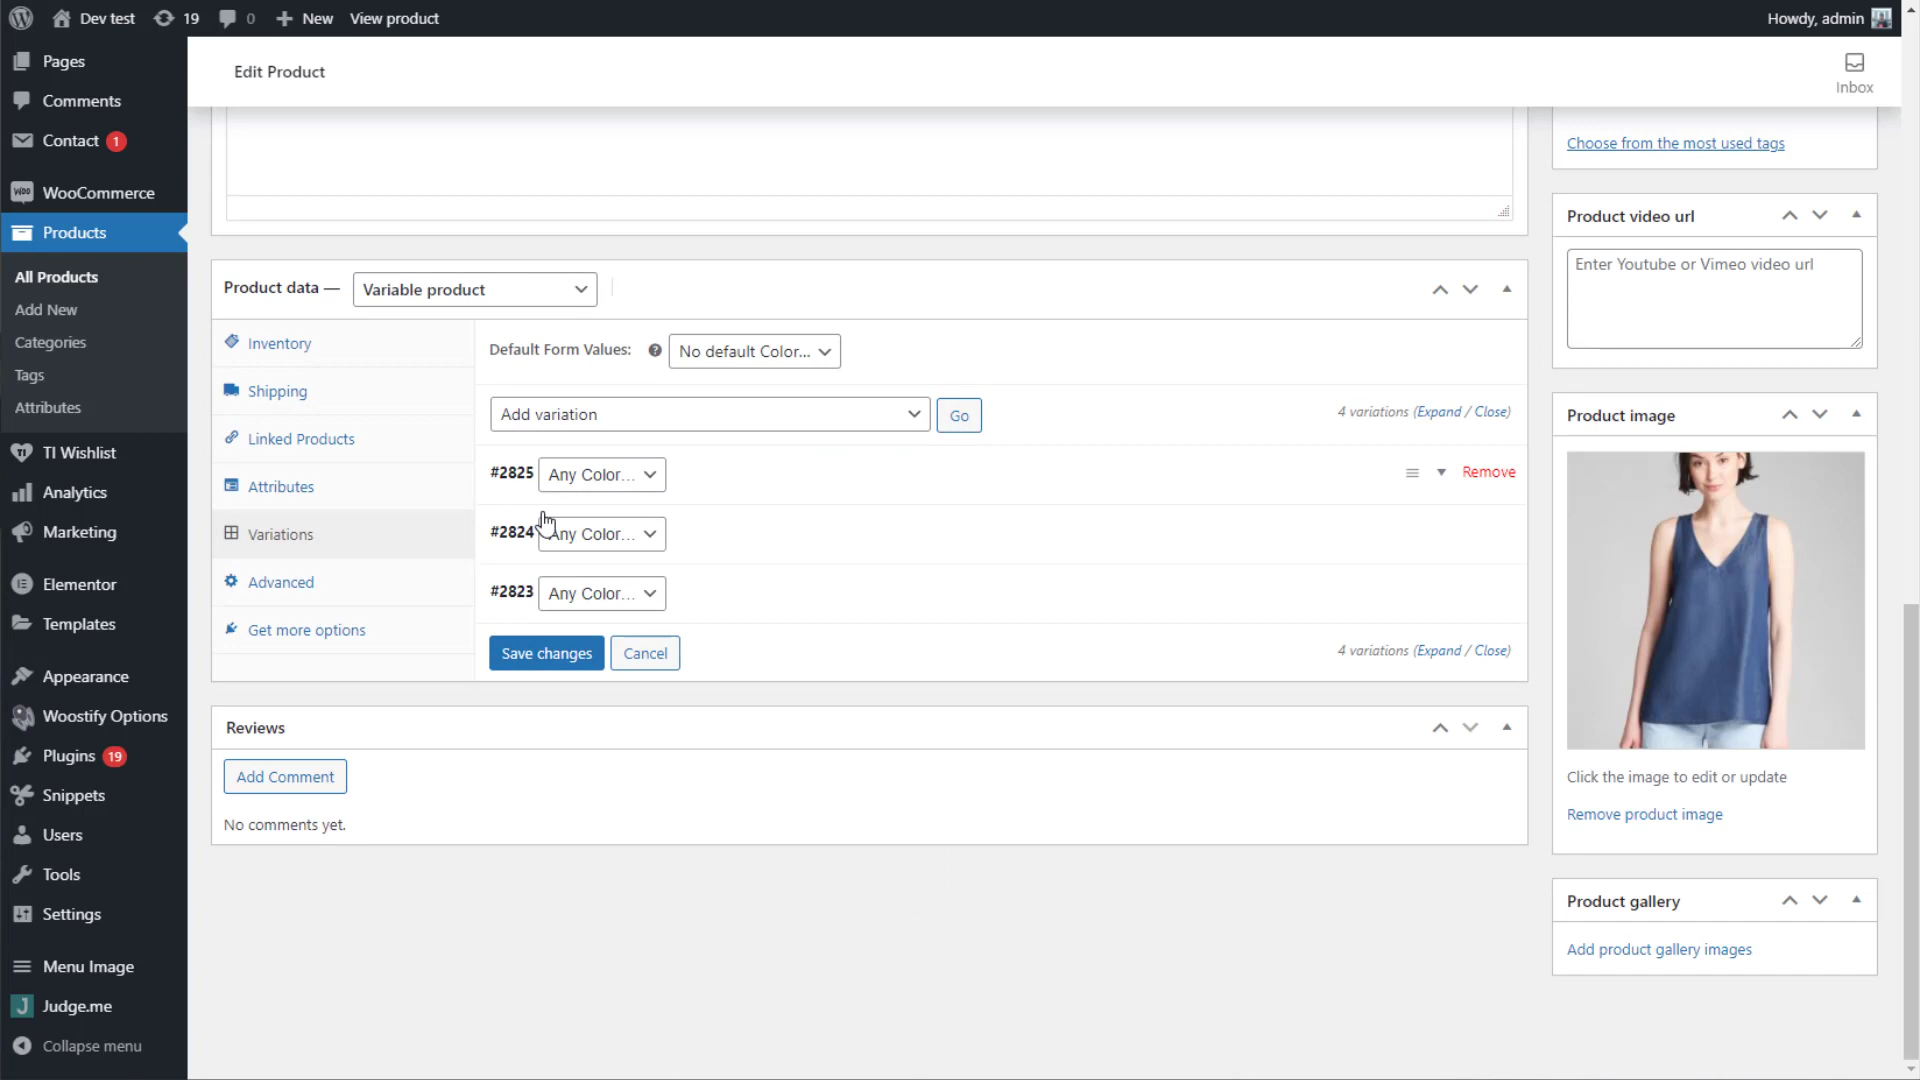 Dev test
19
0
New
View product
Howdy, admin
Pages
Comments
Contact 1
WooCommerce
Products
All Products
Add New
Categories
Tags
Attributes
TI Wishlist
Analytics
Marketing
Elementor
Templates
Appearance
Woostify Options
Plugins 19
Snippets
Users
Tools
Settings
Menu Image
Judge.me
Collapse menu
Edit Product
Inbox
Product data —
Variable product
Inventory
Shipping
Linked Products
Attributes
Variations
Advanced
Get more options
Default Form Values:
No default Color...
Add variation
Go
4 variations (Expand / Close)
#2825
Any Color...
Remove
#2824
Any Color...
#2823
Any Color...
Save changes
Cancel
4 variations (Expand / Close)
Reviews
Add Comment
No comments yet.
Choose from the most used tags
Product video url
Enter Youtube or Vimeo video url
Product image
Click the image to edit or update
Remove product image
Product gallery
Add product gallery images